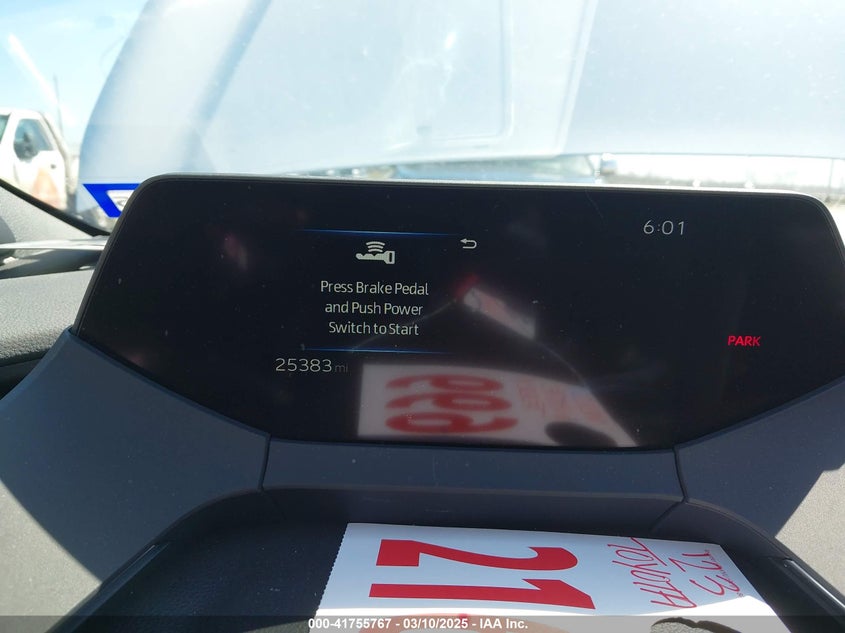 6:01
Press Brake Pedal
and Push Power
Switch to Start
PARK
25383 mi
21
TOYOTA
000-41755767 - 03/10/2025 - IAA Inc.